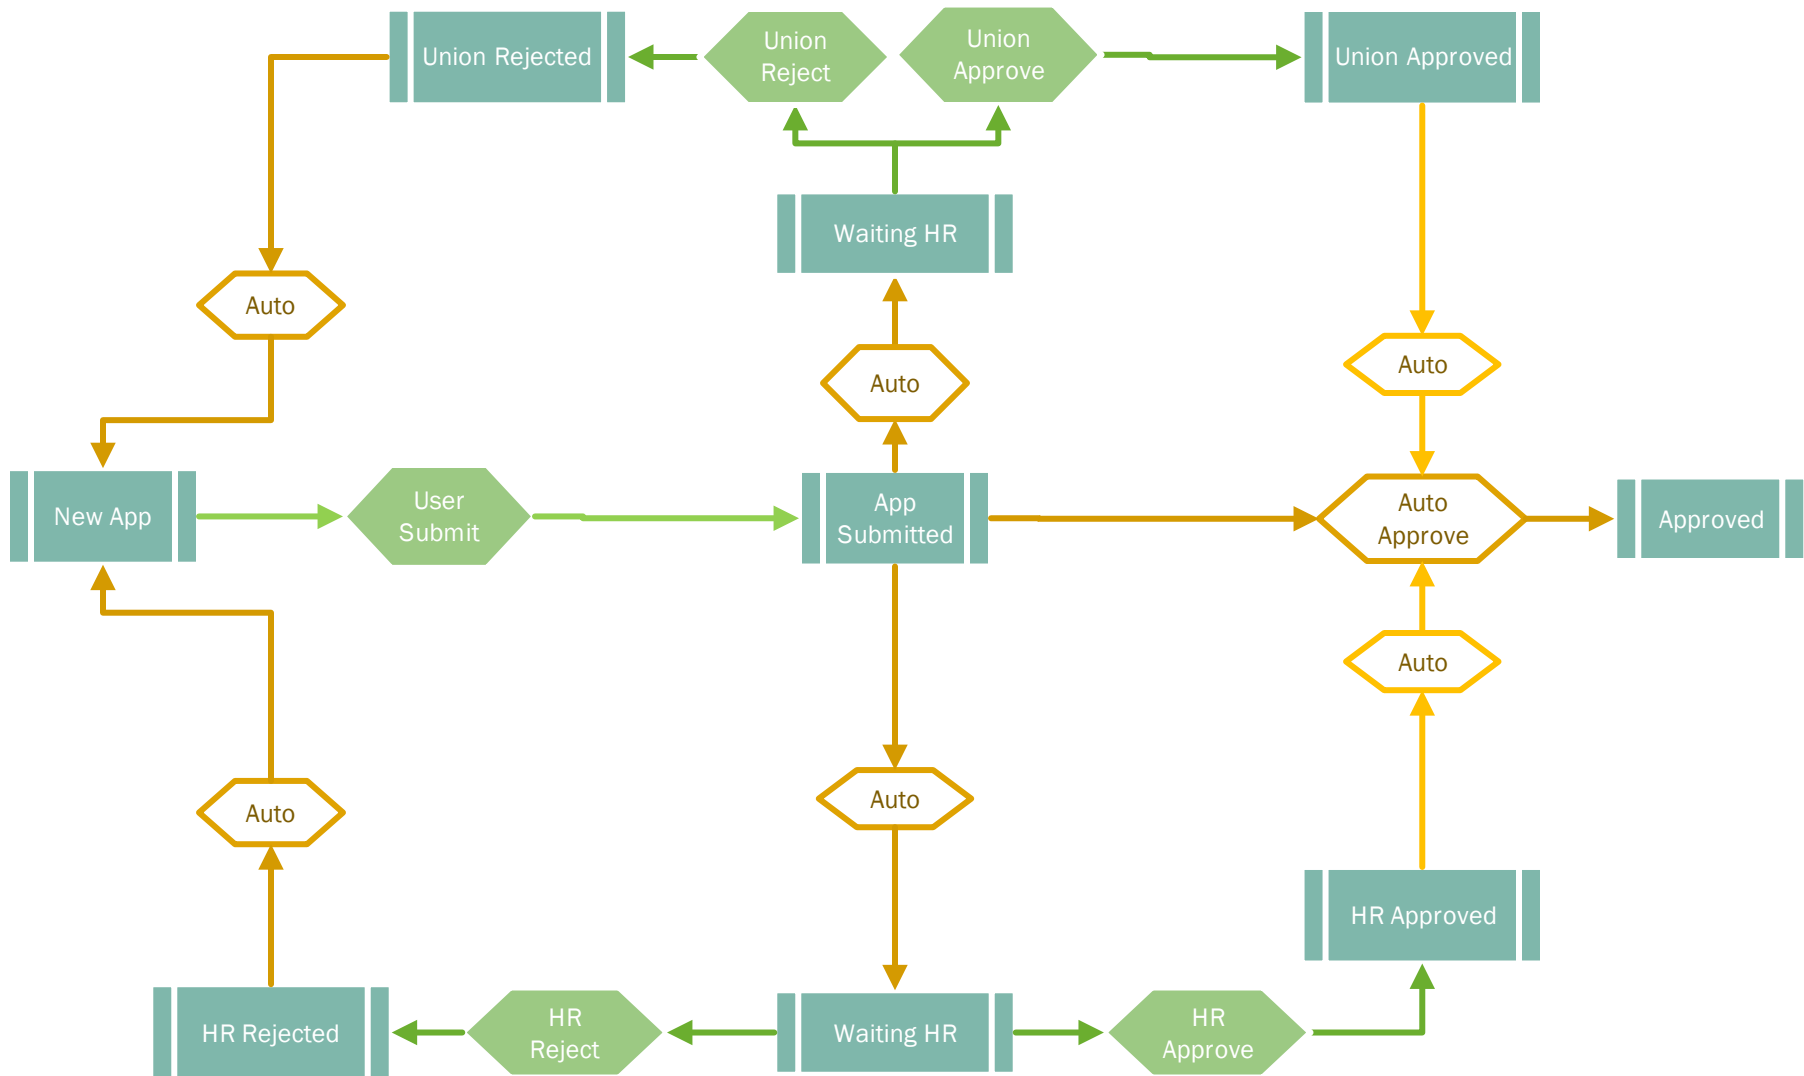 Union Rejected
Union
Reject
Union
Approve
Union Approved
Waiting HR
Auto
Auto
Auto
New App
User
Submit
App
Submitted
Auto
Approve
Approved
Auto
Auto
Auto
HR Approved
HR Rejected
HR
Reject
Waiting HR
HR
Approve